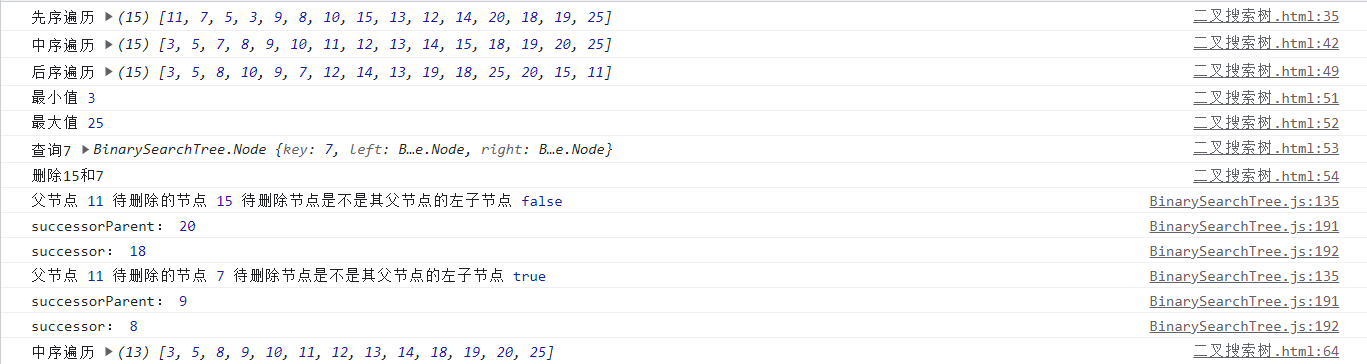 先序遍历 ▶(15) [11, 7, 5, 3, 9, 8, 10, 15, 13, 12, 14, 20, 18, 19, 25] 二叉搜索树.html:35
中序遍历 ▶(15) [3, 5, 7, 8, 9, 10, 11, 12, 13, 14, 15, 18, 19, 20, 25] 二叉搜索树.html:42
后序遍历 ▶(15) [3, 5, 8, 10, 9, 7, 12, 14, 13, 19, 18, 25, 20, 15, 11] 二叉搜索树.html:49
最小值 3 二叉搜索树.html:51
最大值 25 二叉搜索树.html:52
查询7 ▶BinarySearchTree.Node {key: 7, left: B…e.Node, right: B…e.Node} 二叉搜索树.html:53
删除15和7 二叉搜索树.html:54
父节点 11 待删除的节点 15 待删除节点是不是其父节点的左子节点 false BinarySearchTree.js:135
successorParent： 20 BinarySearchTree.js:191
successor： 18 BinarySearchTree.js:192
父节点 11 待删除的节点 7 待删除节点是不是其父节点的左子节点 true BinarySearchTree.js:135
successorParent： 9 BinarySearchTree.js:191
successor： 8 BinarySearchTree.js:192
中序遍历 ▶(13) [3, 5, 8, 9, 10, 11, 12, 13, 14, 18, 19, 20, 25] 二叉搜索树.html:64